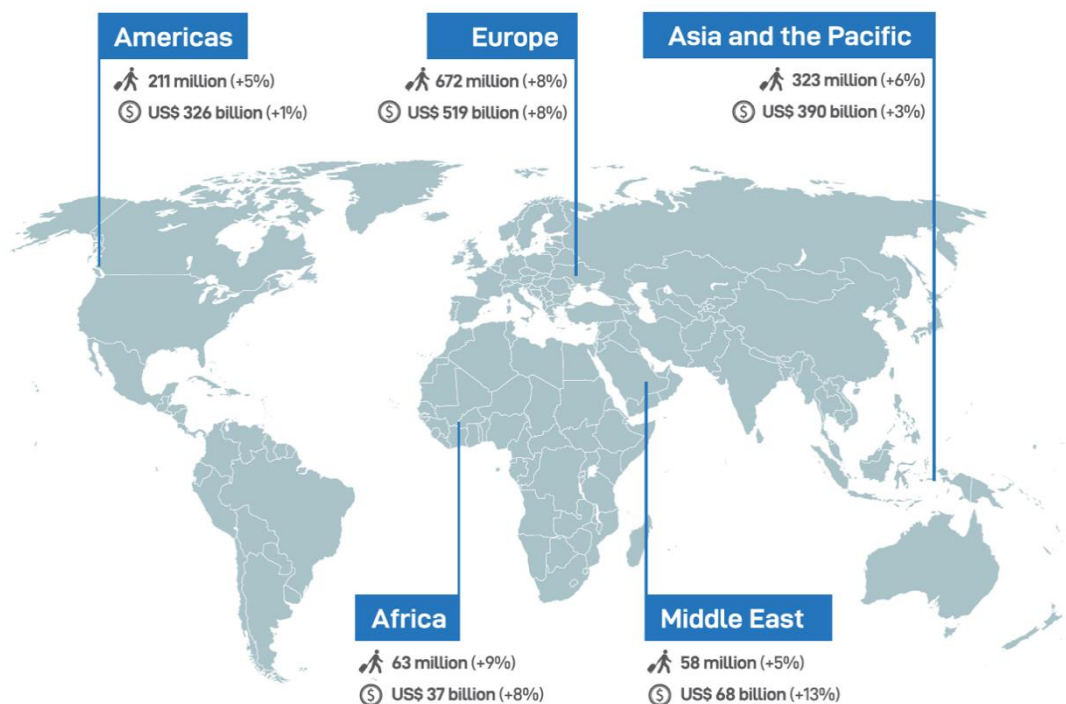 Americas
211 million (+5%)
US$ 326 billion (+1%)
Europe
672 million (+8%)
US$ 519 billion (+8%)
Asia and the Pacific
323 million (+6%)
US$ 390 billion (+3%)
Africa
63 million (+9%)
US$ 37 billion (+8%)
Middle East
58 million (+5%)
US$ 68 billion (+13%)